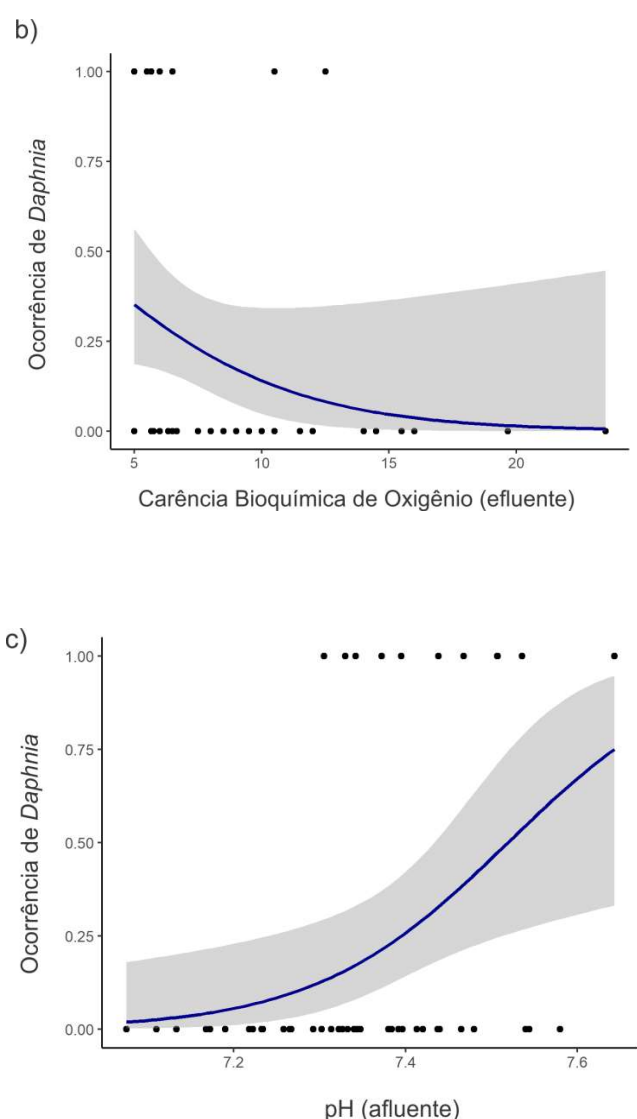 b)
Ocorrência de Daphnia
1.00
0.75
0.50
0.25
0.00
5
10
15
20
Carência Bioquímica de Oxigênio (efluente)
c)
Ocorrência de Daphnia
1.00
0.75
0.50
0.25
0.00
7.2
7.4
7.6
pH (afluente)